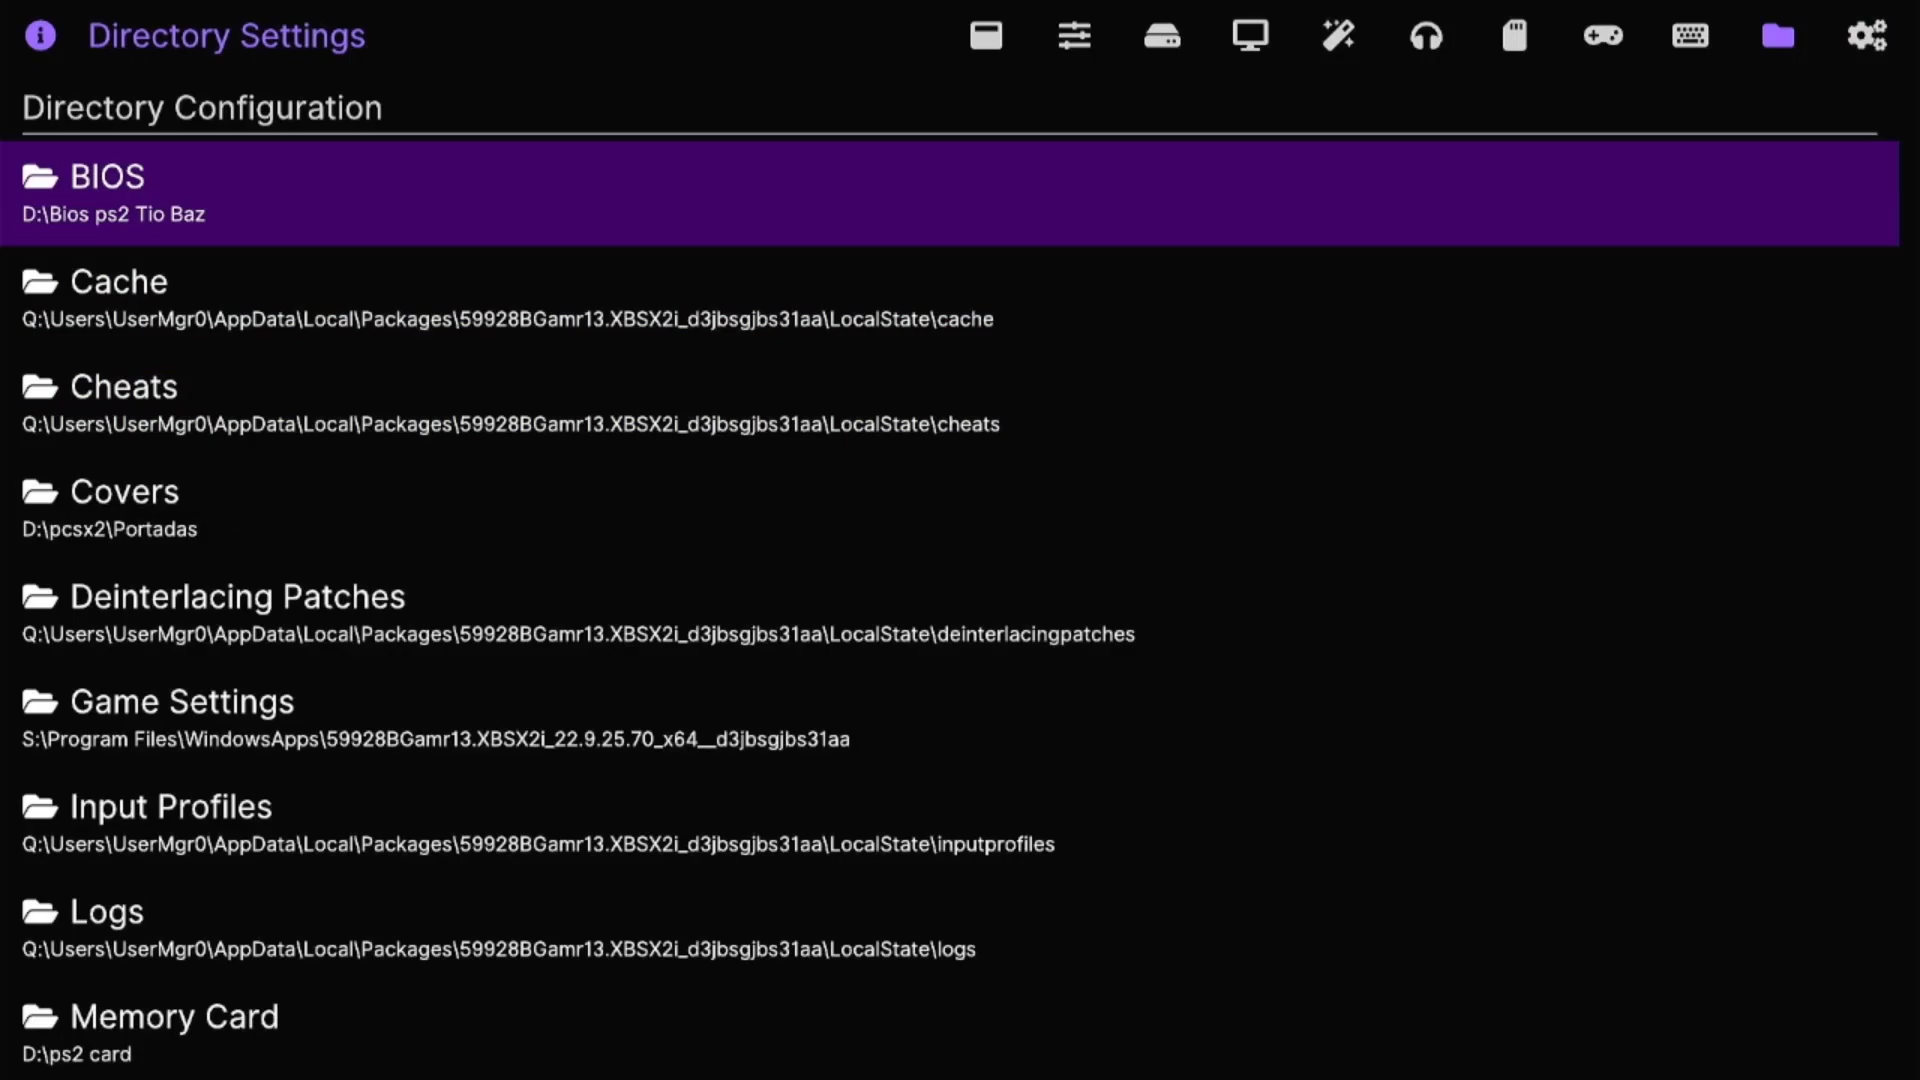 Directory Settings
Directory Configuration
BIOS
D:\Bios ps2 Tio Baz
Cache
Q:\Users\UserMgr0\AppData\Local\Packages\59928BGamr13.XBSX2i_d3jbsgjbs31aa\LocalState\cache
Cheats
Q:\Users\UserMgr0\AppData\Local\Packages\59928BGamr13.XBSX2i_d3jbsgjbs31aa\LocalState\cheats
Covers
D:\pcsx2\Portadas
Deinterlacing Patches
Q:\Users\UserMgr0\AppData\Local\Packages\59928BGamr13.XBSX2i_d3jbsgjbs31aa\LocalState\deinterlacingpatches
Game Settings
S:\Program Files\WindowsApps\59928BGamr13.XBSX2i_22.9.25.70_x64__d3jbsgjbs31aa
Input Profiles
Q:\Users\UserMgr0\AppData\Local\Packages\59928BGamr13.XBSX2i_d3jbsgjbs31aa\LocalState\inputprofiles
Logs
Q:\Users\UserMgr0\AppData\Local\Packages\59928BGamr13.XBSX2i_d3jbsgjbs31aa\LocalState\logs
Memory Card
D:\ps2 card